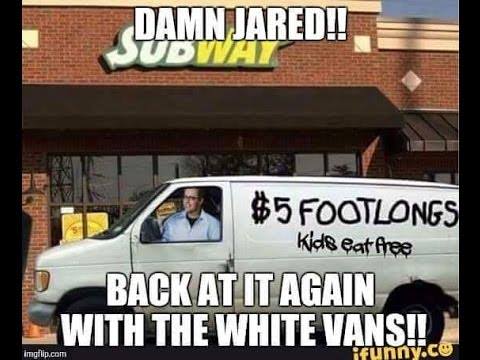 DAMN JARED!!
SUBWAY
$5 FOOTLONGS
kids eat free
BACK AT IT AGAIN
WITH THE WHITE VANS!!
imgflip.com
ifunny.co